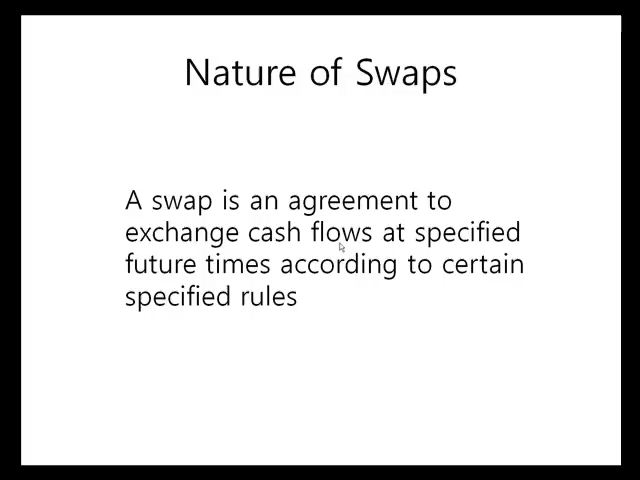 Nature of Swaps
A swap is an agreement to
exchange cash flows at specified
future times according to certain
specified rules